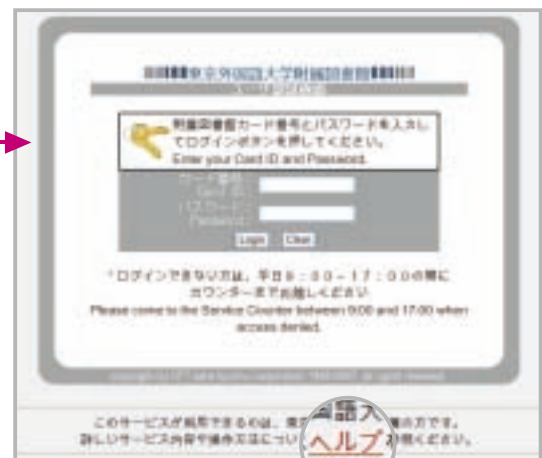 東京外国語大学附属図書館
附属図書館カード番号とパスワードを入力し
てログインボタンを押してください。
Enter your Card ID and Password.
カード番号
Card ID:
パスワード
Password:
Login Clear
*ログインできない方は、平日9:00-17:00の間に
カウンターまでお越しください
Please come to the Service Counter between 9:00 and 17:00 when
access denied.
このサービスが利用できるのは、東 の方です。
詳しいサービス内容や操作方法につい ヘルプ ください。